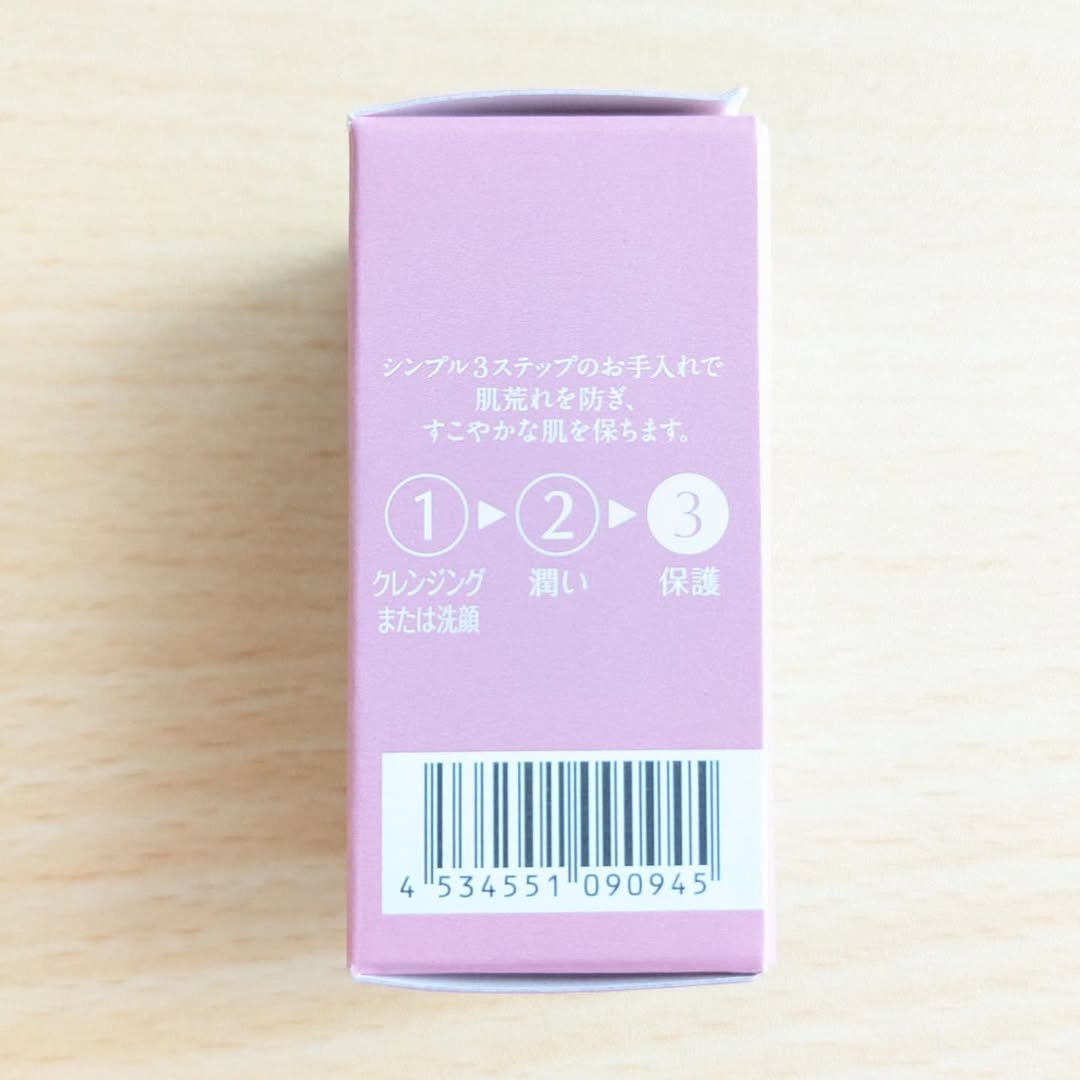 シンプル3ステップのお手入れで
肌荒れを防ぎ、
すこやかな肌を保ちます。
1 ▶ 2 ▶ 3
クレンジング
または洗顔
潤い
保護
4 534551 090945